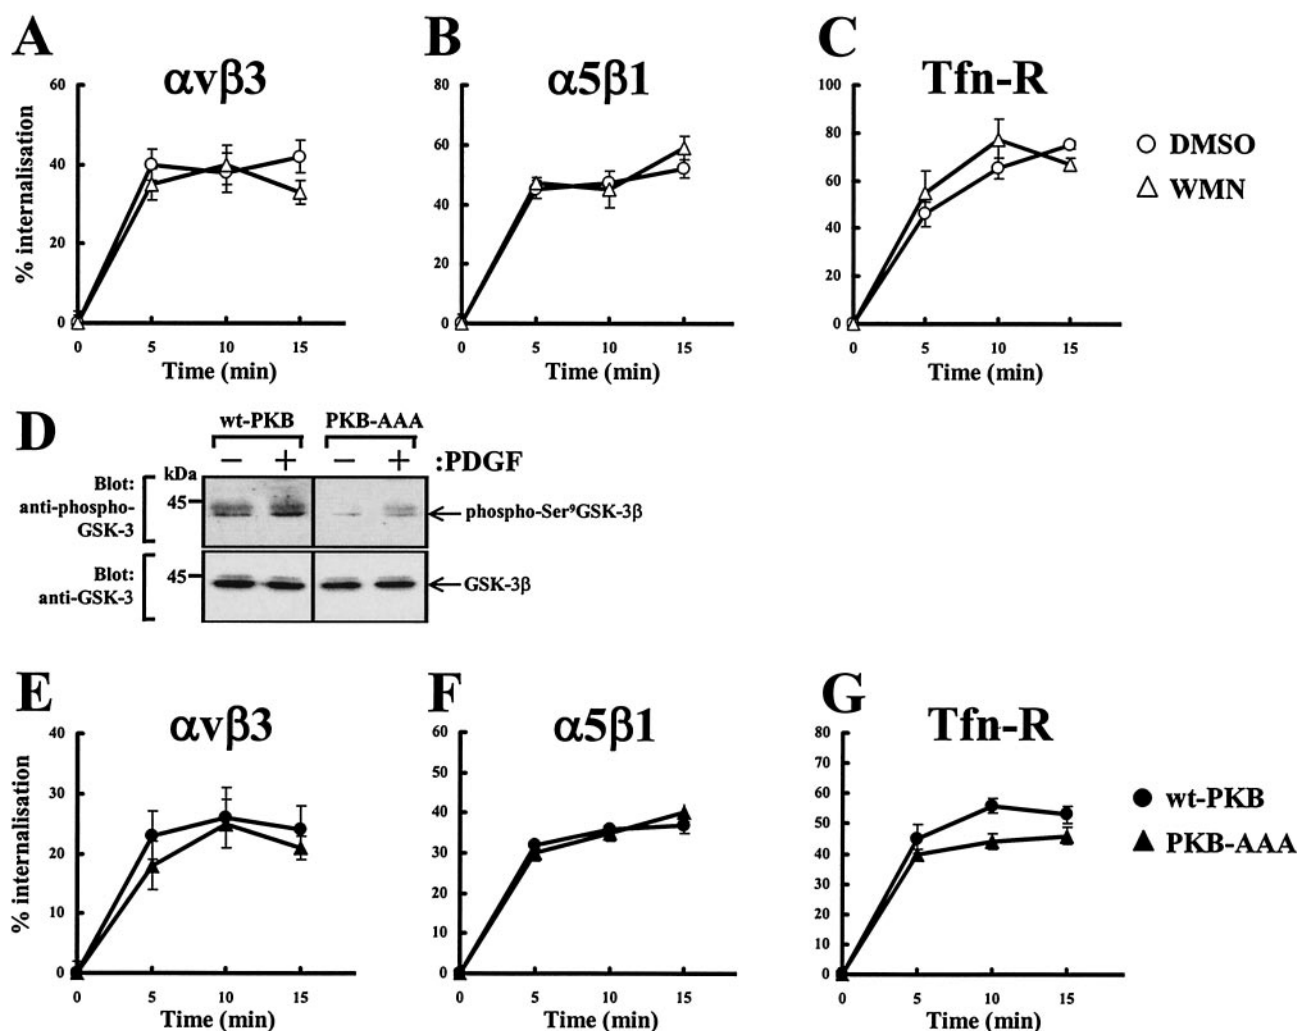 A
αvβ3
60
40
20
0
% internalisation
0 5 10 15
Time (min)
B
α5β1
80
60
40
20
0
0 5 10 15
Time (min)
C
Tfn-R
100
80
60
40
20
0
0 5 10 15
Time (min)
DMSO
WMN
D
wt-PKB PKB-AAA
− + − + :PDGF
Blot:
anti-phospho-
GSK-3
kDa
45
phospho-Ser⁹GSK-3β
Blot:
anti-GSK-3
45
GSK-3β
E
αvβ3
40
30
20
10
0
% internalisation
0 5 10 15
Time (min)
F
α5β1
60
50
40
30
20
10
0
0 5 10 15
Time (min)
G
Tfn-R
80
70
60
50
40
30
20
10
0
0 5 10 15
Time (min)
wt-PKB
PKB-AAA